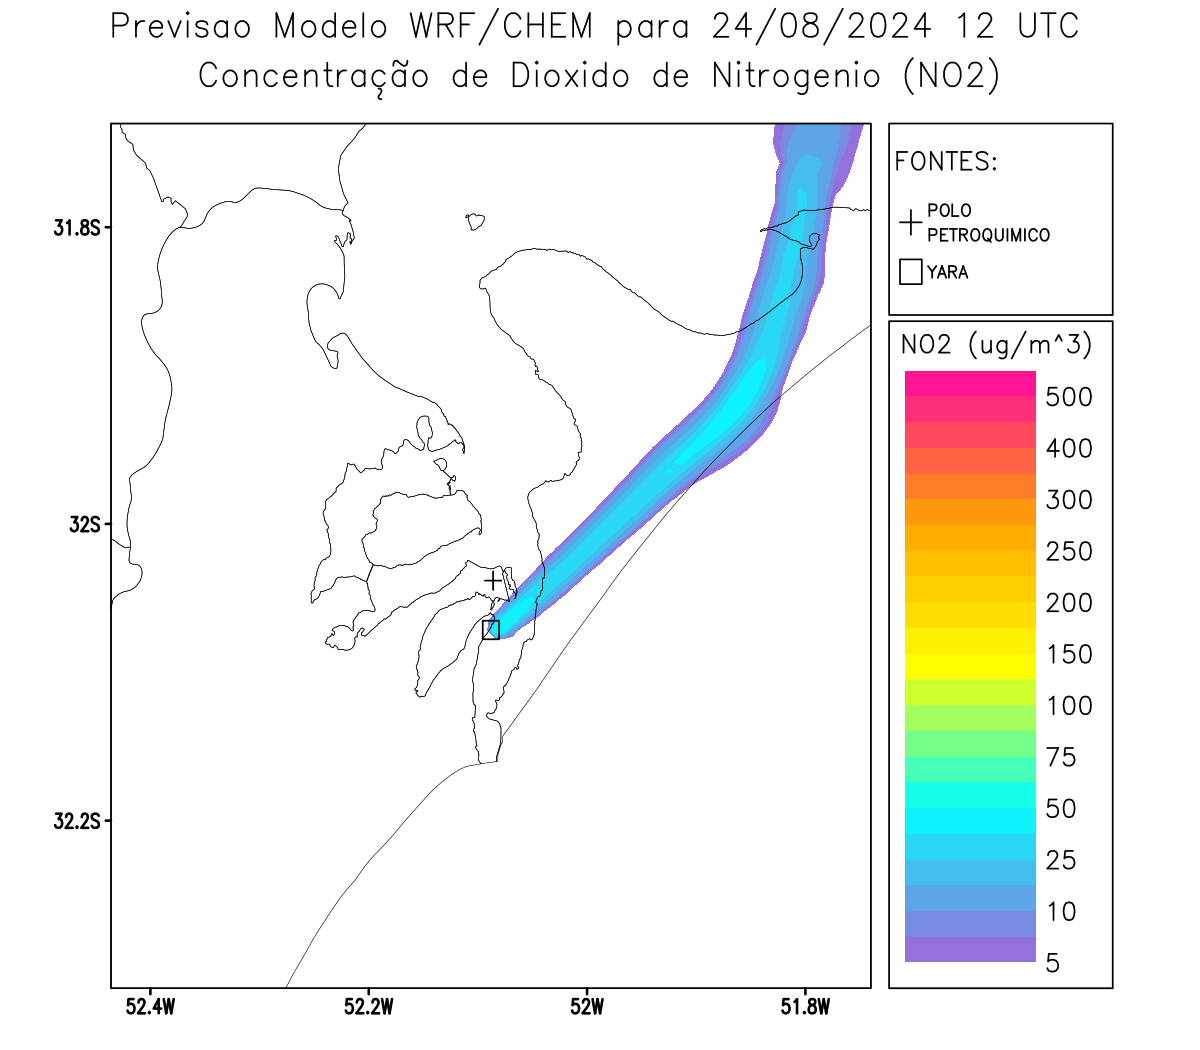 Previsao Modelo WRF/CHEM para 24/08/2024 12 UTC
Concentração de Dioxido de Nitrogenio (NO2)
FONTES:
POLO
PETROQUIMICO
YARA
31.8S
32S
32.2S
52.4W
52.2W
52W
51.8W
NO2 (ug/m^3)
500
400
300
250
200
150
100
75
50
25
10
5